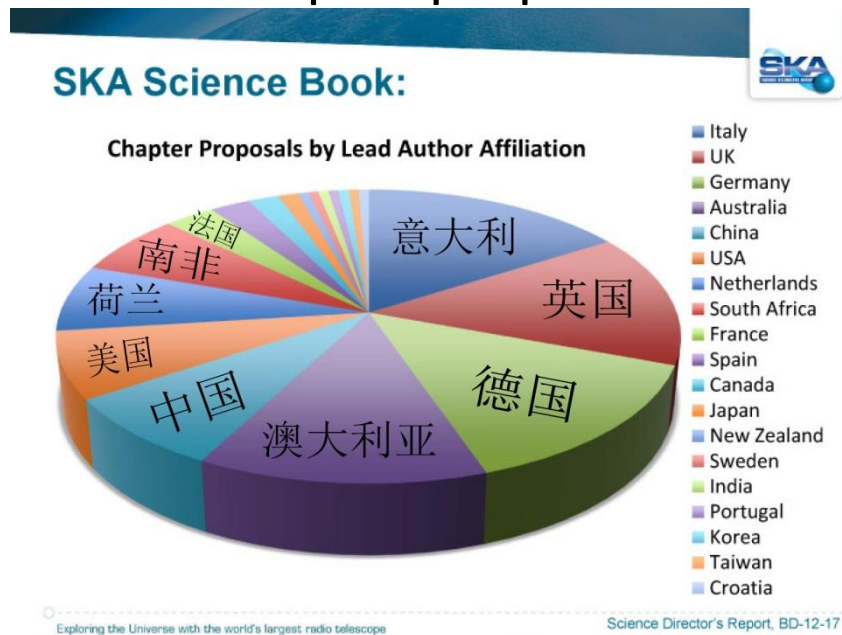 SKA Science Book:
SKA
Chapter Proposals by Lead Author Affiliation
意大利
英国
德国
澳大利亚
中国
美国
荷兰
南非
法国
Italy
UK
Germany
Australia
China
USA
Netherlands
South Africa
France
Spain
Canada
Japan
New Zealand
Sweden
India
Portugal
Korea
Taiwan
Croatia
Exploring the Universe with the world's largest radio telescope
Science Director's Report, BD-12-17